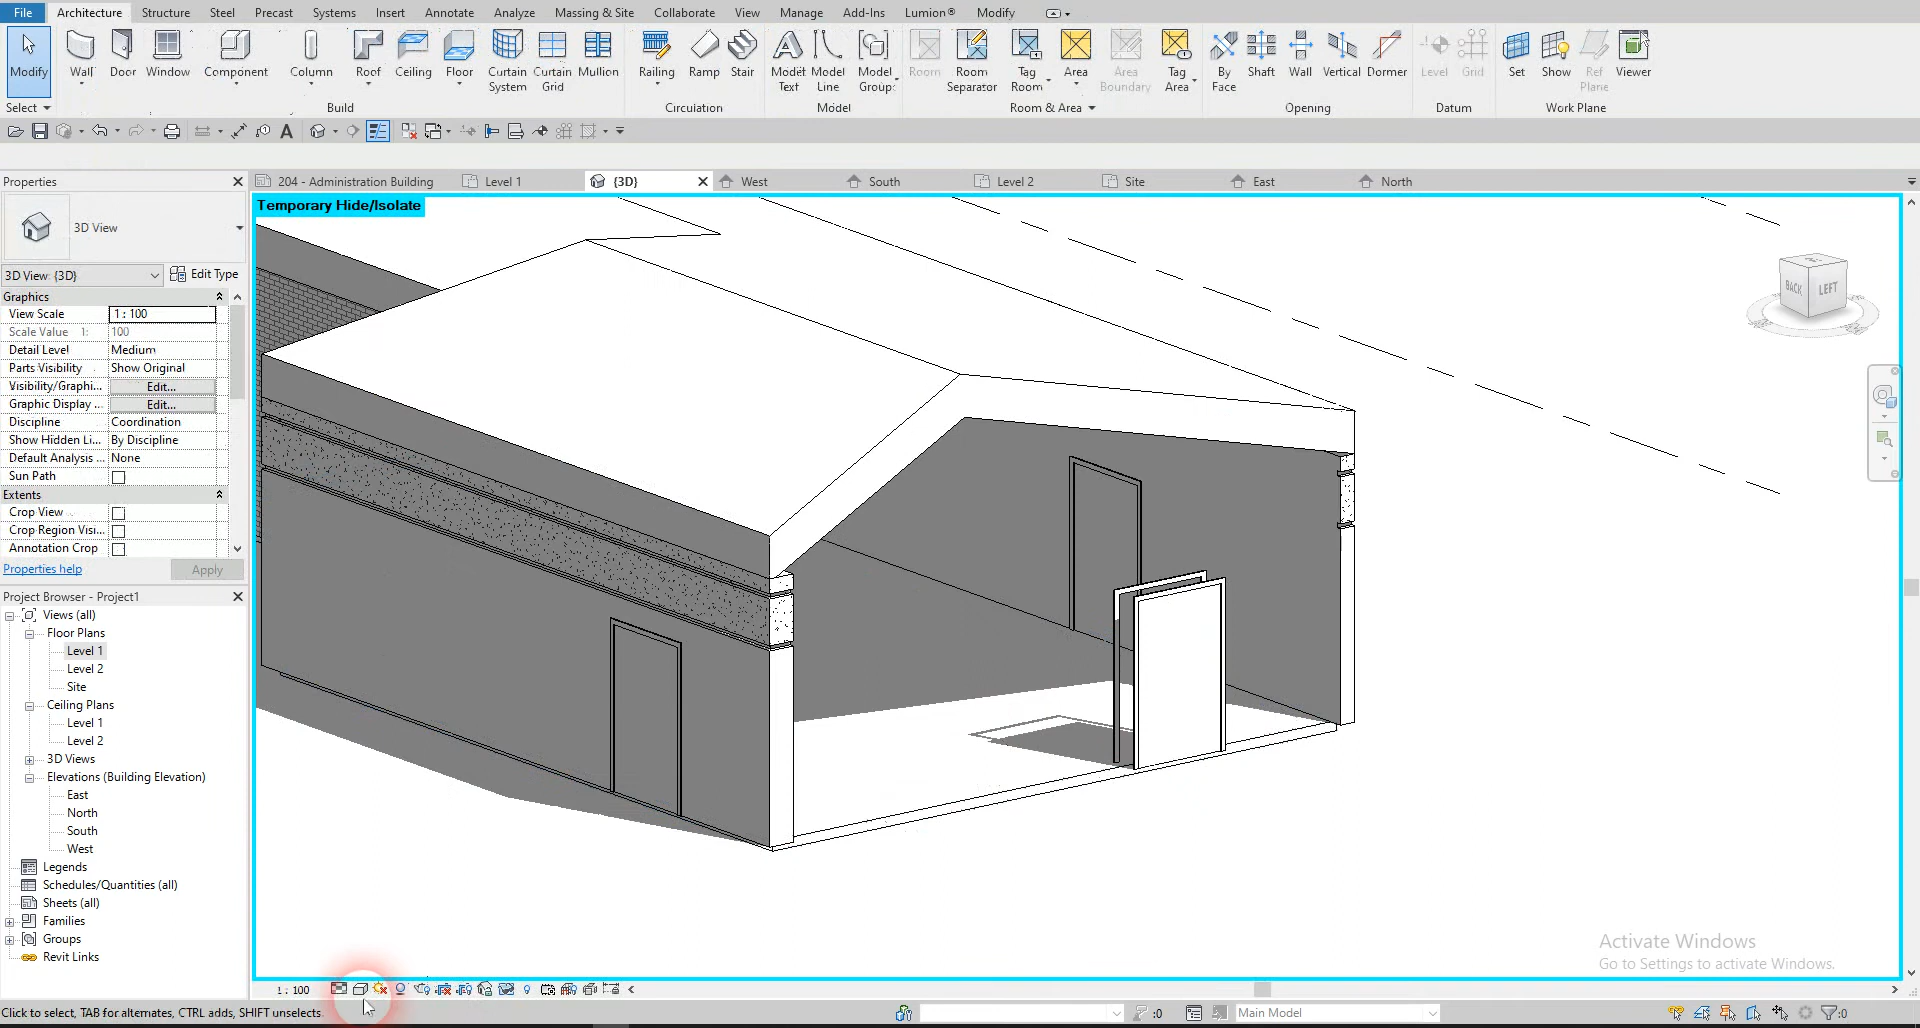 File Architecture Structure Steel Precast Systems Insert Annotate Analyze Massing & Site Collaborate View Manage Add-Ins Lumion® Modify
Modify Wall Door Window Component Column Roof Ceiling Floor Curtain System Curtain Grid Mullion Railing Ramp Stair Model Text Model Line Model Group Room Room Separator Tag Room Area Area Boundary Tag Area By Face Shaft Wall Vertical Dormer Level Grid Set Show Ref Plane Viewer
Select Build Circulation Model Room & Area Opening Datum Work Plane
Properties 204 - Administration Building Level 1 {3D} West South Level 2 Site East North
Temporary Hide/Isolate
3D View
3D View: {3D} Edit Type
Graphics
View Scale 1 : 100
Scale Value 1: 100
Detail Level Medium
Parts Visibility Show Original
Visibility/Graphi... Edit...
Graphic Display ... Edit...
Discipline Coordination
Show Hidden Li... By Discipline
Default Analysis ... None
Sun Path
Extents
Crop View
Crop Region Visi...
Annotation Crop
Properties help Apply
BACK LEFT
Project Browser - Project1
Views (all)
Floor Plans
Level 1
Level 2
Site
Ceiling Plans
Level 1
Level 2
3D Views
Elevations (Building Elevation)
East
North
South
West
Legends
Schedules/Quantities (all)
Sheets (all)
Families
Groups
Revit Links
Activate Windows
Go to Settings to activate Windows.
1 : 100
Click to select, TAB for alternates, CTRL adds, SHIFT unselects. :0 Main Model :0